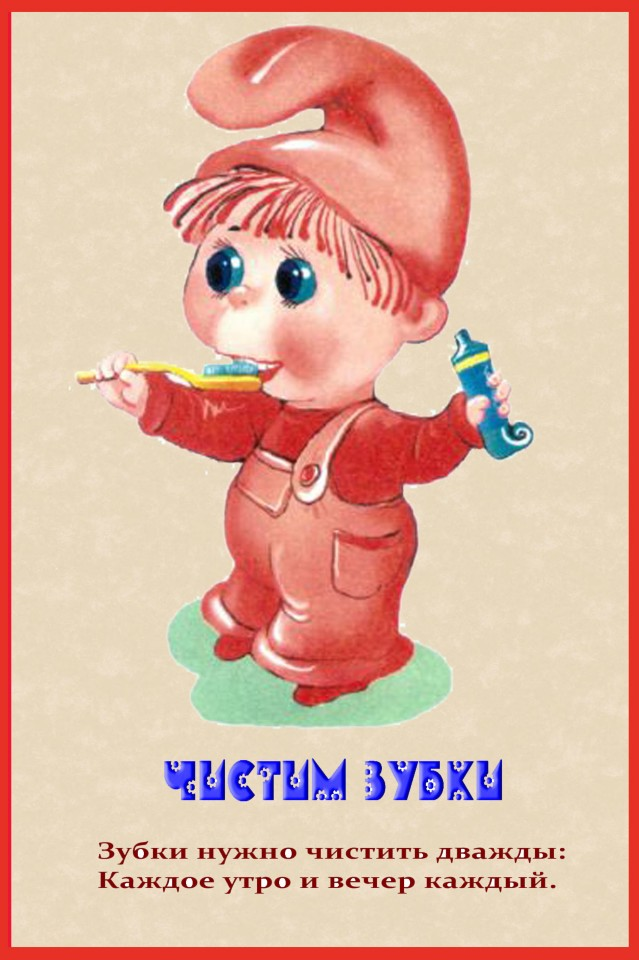 ЧИСТИМ ЗУБКИ
Зубки нужно чистить дважды:
Каждое утро и вечер каждый.